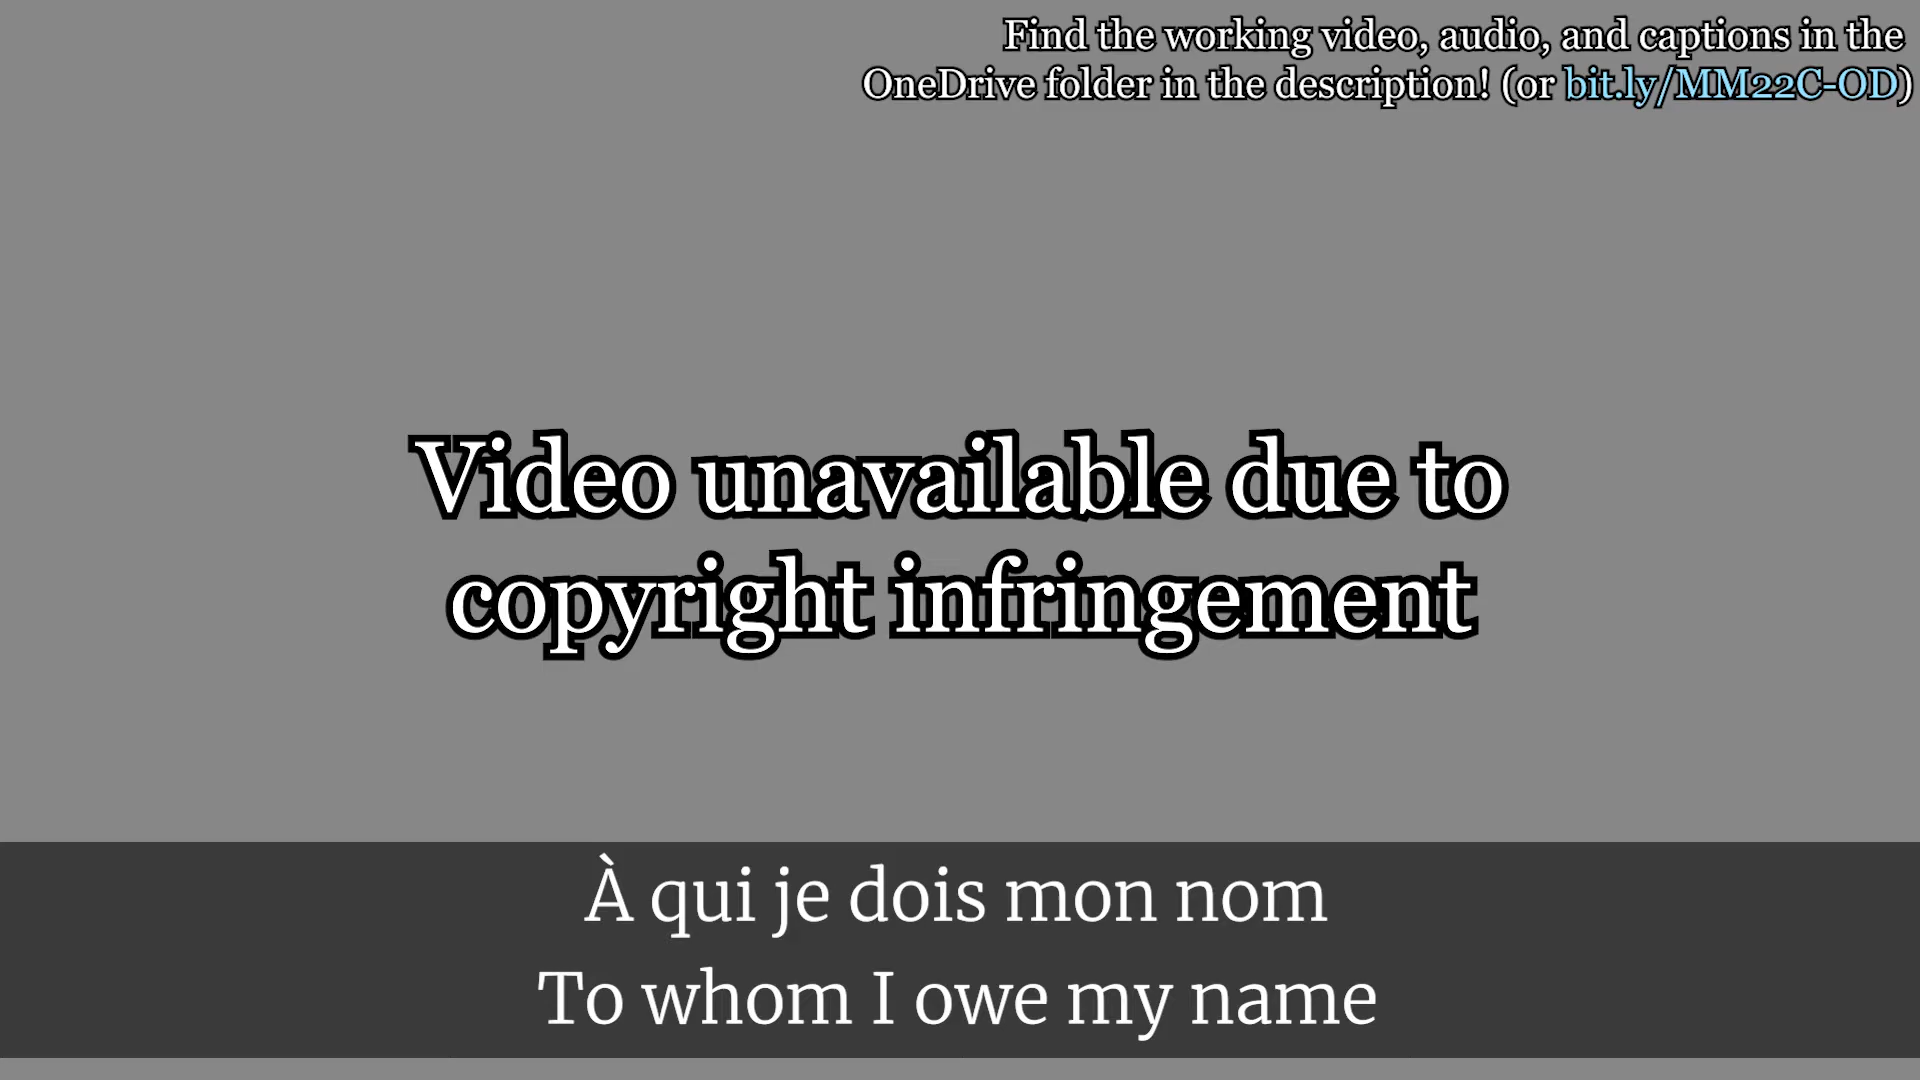 Find the working video, audio, and captions in the
OneDrive folder in the description! (or bit.ly/MM22C-OD)
Video unavailable due to
copyright infringement
À qui je dois mon nom
To whom I owe my name